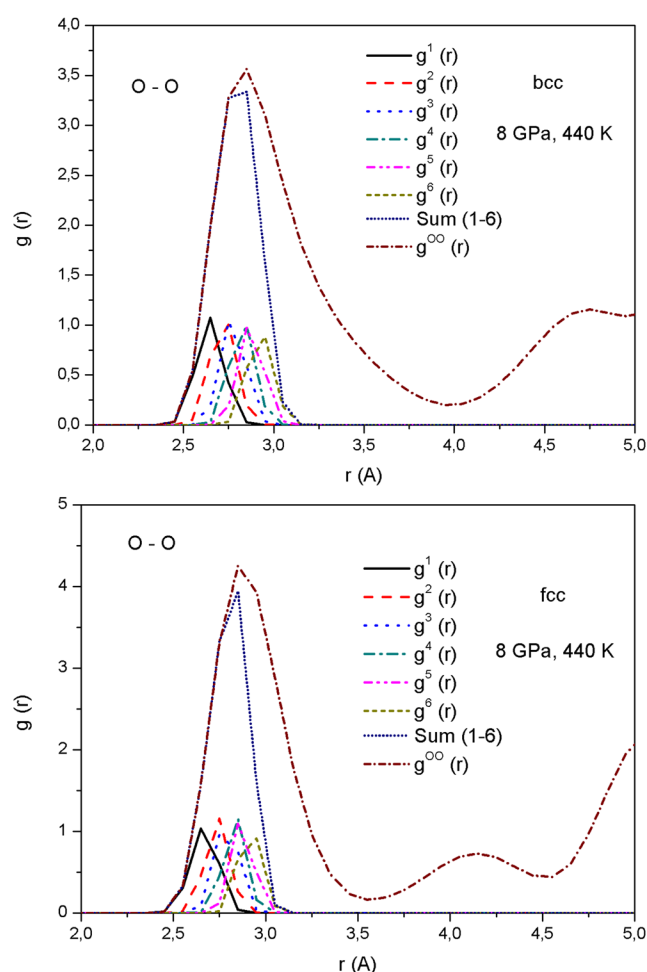 4,0
3,5
3,0
2,5
2,0
1,5
1,0
0,5
0,0
g (r)
O - O
g¹ (r)
g² (r)
g³ (r)
g⁴ (r)
g⁵ (r)
g⁶ (r)
Sum (1-6)
gᴼᴼ (r)
bcc
8 GPa, 440 K
2,0 2,5 3,0 3,5 4,0 4,5 5,0
r (A)
5
4
3
2
1
0
g (r)
O - O
g¹ (r)
g² (r)
g³ (r)
g⁴ (r)
g⁵ (r)
g⁶ (r)
Sum (1-6)
gᴼᴼ (r)
fcc
8 GPa, 440 K
2,0 2,5 3,0 3,5 4,0 4,5 5,0
r (A)